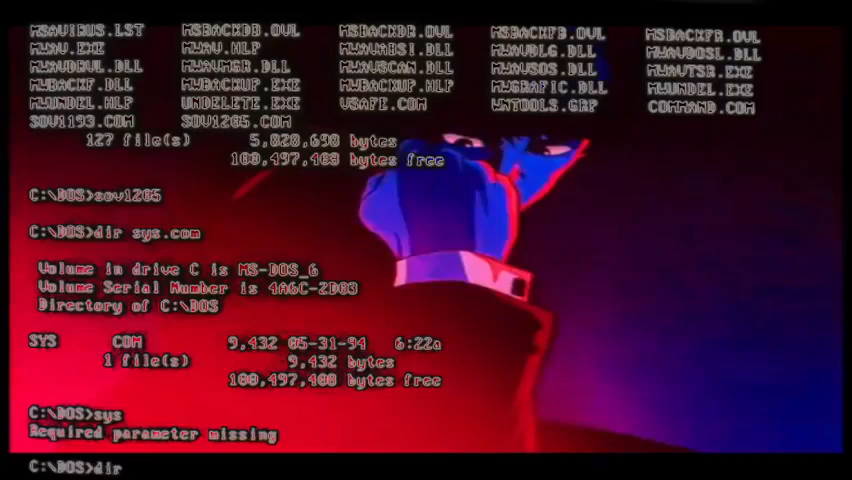 MSAVIRUS.LST MSBACKDB.OVL MSBACKDR.OVL MSBACKFB.OVL MSBACKFR.OVL
MWAV.EXE MWAV.HLP MWAVABSI.DLL MWAVDLG.DLL MWAVDOSL.DLL
MWAVDRVL.DLL MWAVMGR.DLL MWAVSCAN.DLL MWAVSOS.DLL MWAVTSR.EXE
MWBACKF.DLL MWBACKUP.EXE MWBACKUP.HLP MWGRAFIC.DLL MWUNDEL.EXE
MWUNDEL.HLP UNDELETE.EXE VSAFE.COM WNTOOLS.GRP COMMAND.COM
SOV1193.COM SOV1205.COM
127 file(s) 5,020,690 bytes
100,497,408 bytes free
C:\DOS>sov1205
C:\DOS>dir sys.com
Volume in drive C is MS-DOS_6
Volume Serial Number is 4A6C-2D03
Directory of C:\DOS
SYS COM 9,432 05-31-94 6:22a
1 file(s) 9,432 bytes
100,497,408 bytes free
C:\DOS>sys
Required parameter missing
C:\DOS>dir